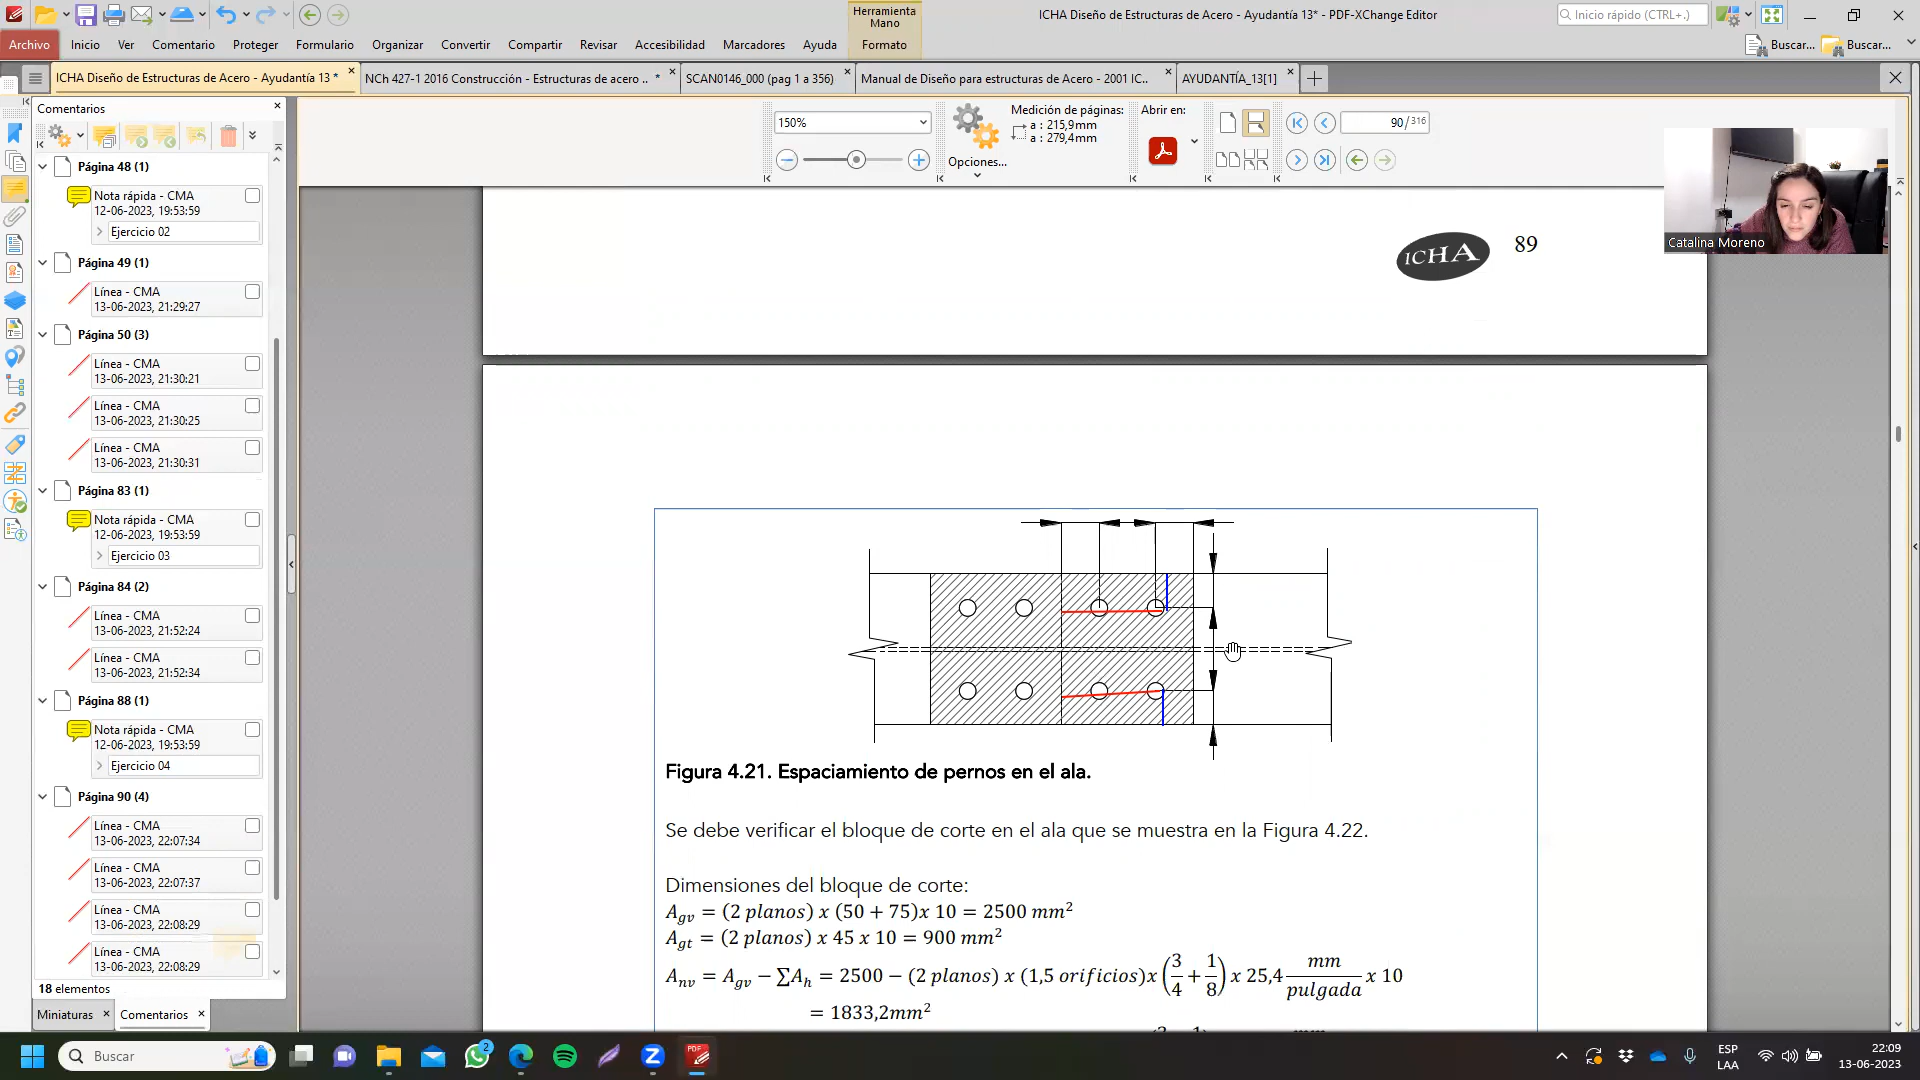 Herramienta
Mano
ICHA Diseño de Estructuras de Acero - Ayudantía 13* - PDF-XChange Editor
Inicio rápido (CTRL+.)
Archivo Inicio Ver Comentario Proteger Formulario Organizar Convertir Compartir Revisar Accesibilidad Marcadores Ayuda Formato Buscar... Buscar...
ICHA Diseño de Estructuras de Acero - Ayudantía 13 * NCh 427-1 2016 Construcción - Estructuras de acero .. * SCAN0146_000 (pag 1 a 356) Manual de Diseño para estructuras de Acero - 2001 IC.. AYUDANTÍA_13[1]
Comentarios
150%
Opciones...
Medición de páginas:
a : 215,9mm
a : 279,4mm
Abrir en:
90/316
Catalina Moreno
Página 48 (1)
Nota rápida - CMA
12-06-2023, 19:53:59
Ejercicio 02
Página 49 (1)
Línea - CMA
13-06-2023, 21:29:27
Página 50 (3)
Línea - CMA
13-06-2023, 21:30:21
Línea - CMA
13-06-2023, 21:30:25
Línea - CMA
13-06-2023, 21:30:31
Página 83 (1)
Nota rápida - CMA
12-06-2023, 19:53:59
Ejercicio 03
Página 84 (2)
Línea - CMA
13-06-2023, 21:52:24
Línea - CMA
13-06-2023, 21:52:34
Página 88 (1)
Nota rápida - CMA
12-06-2023, 19:53:59
Ejercicio 04
Página 90 (4)
Línea - CMA
13-06-2023, 22:07:34
Línea - CMA
13-06-2023, 22:07:37
Línea - CMA
13-06-2023, 22:08:29
Línea - CMA
13-06-2023, 22:08:29
18 elementos
Miniaturas Comentarios
ICHA 89
Figura 4.21. Espaciamiento de pernos en el ala.
Se debe verificar el bloque de corte en el ala que se muestra en la Figura 4.22.
Dimensiones del bloque de corte:
A_gv = (2 planos) x (50 + 75)x 10 = 2500 mm²
A_gt = (2 planos) x 45 x 10 = 900 mm²
A_nv = A_gv − ∑A_h = 2500 − (2 planos) x (1,5 orificios)x (3/4 + 1/8) x 25,4 mm/pulgada x 10
= 1833,2mm²
Buscar
2
PDF
ESP
LAA
22:09
13-06-2023